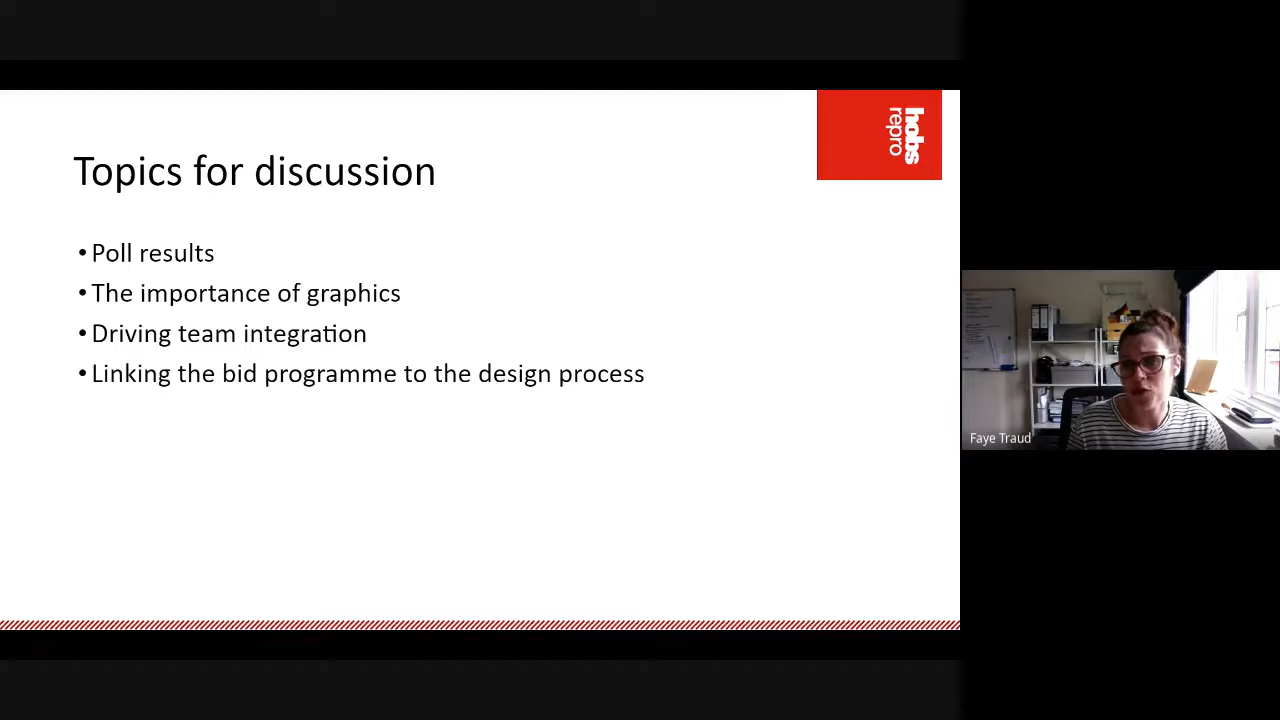 hobs
repro
Topics for discussion
• Poll results
• The importance of graphics
• Driving team integration
• Linking the bid programme to the design process
Faye Traud